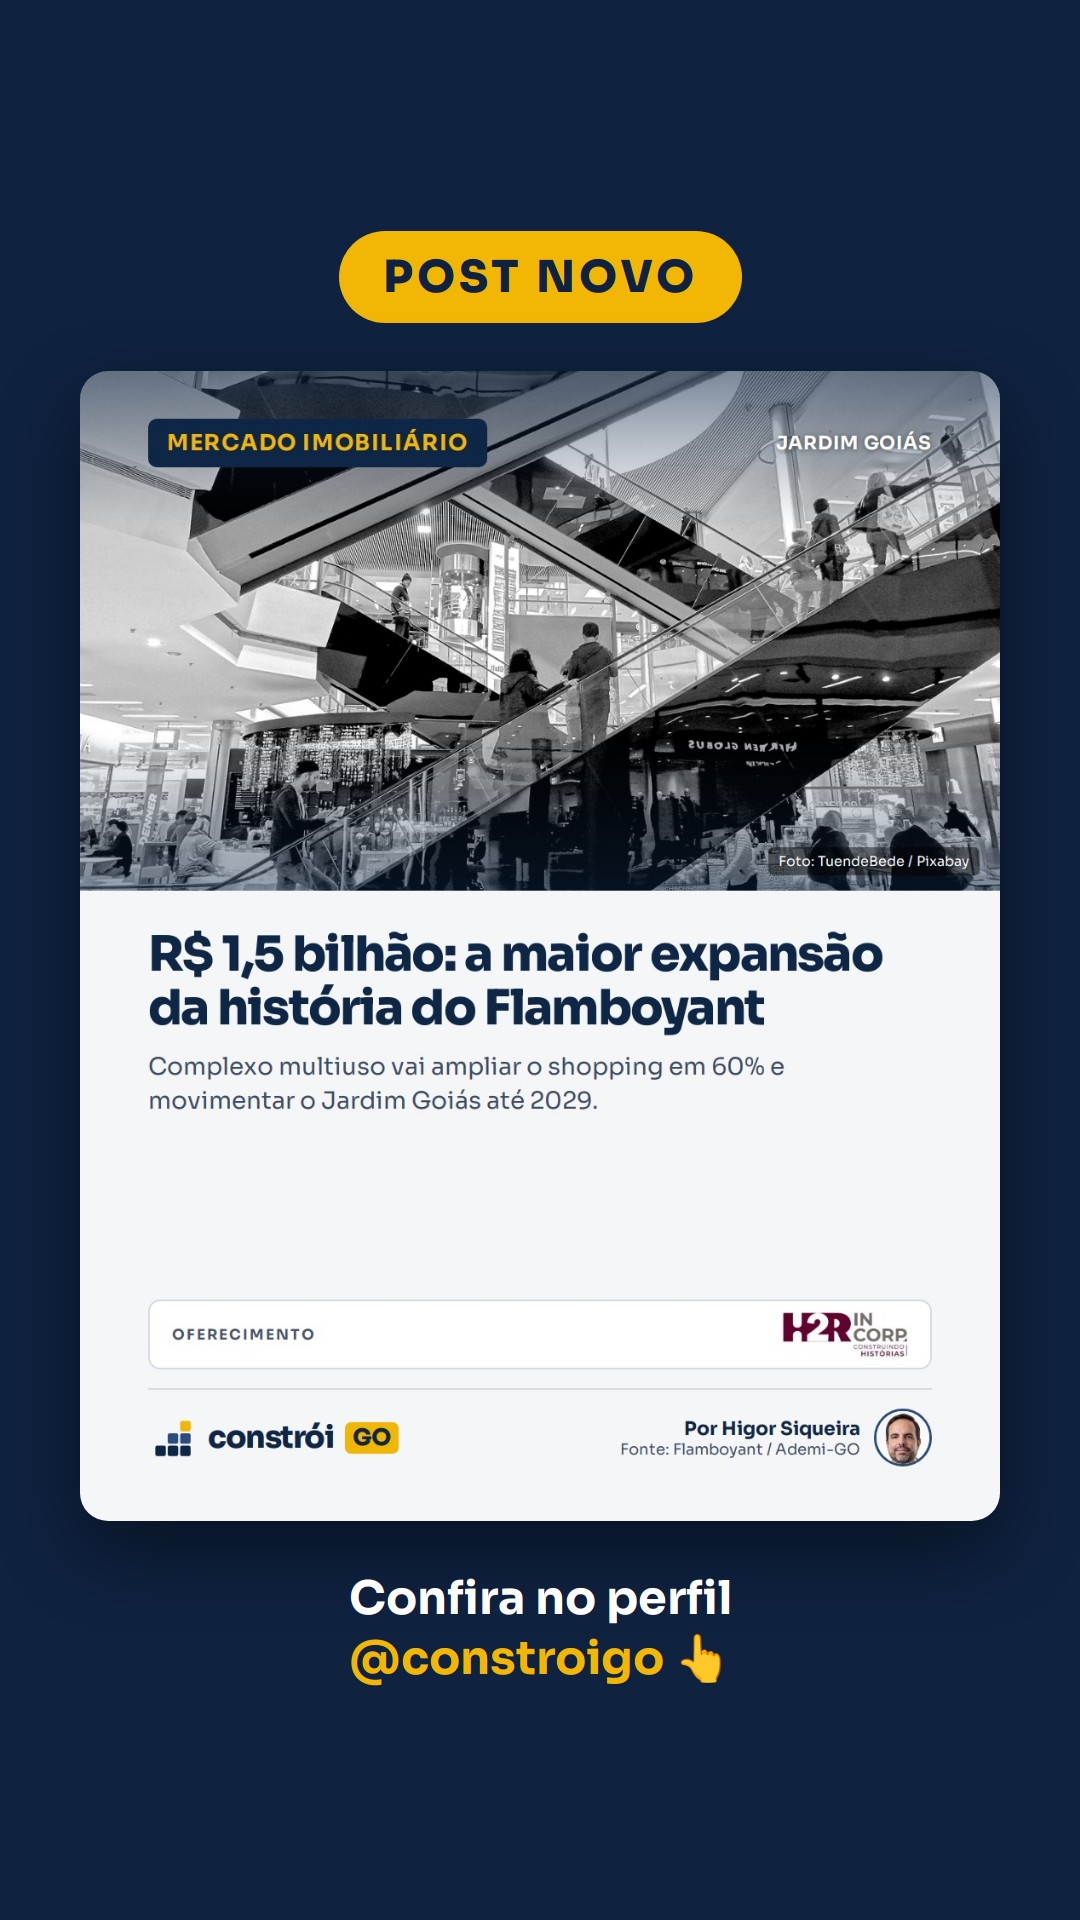 POST NOVO
MERCADO IMOBILIÁRIO
JARDIM GOIÁS
Foto: TuendeBede / Pixabay
R$ 1,5 bilhão: a maior expansão
da história do Flamboyant
Complexo multiuso vai ampliar o shopping em 60% e
movimentar o Jardim Goiás até 2029.
OFERECIMENTO
H2R IN
CORP.
CONSTRUINDO
HISTÓRIAS
constrói GO
Por Higor Siqueira
Fonte: Flamboyant / Ademi-GO
Confira no perfil
@constroigo 👆